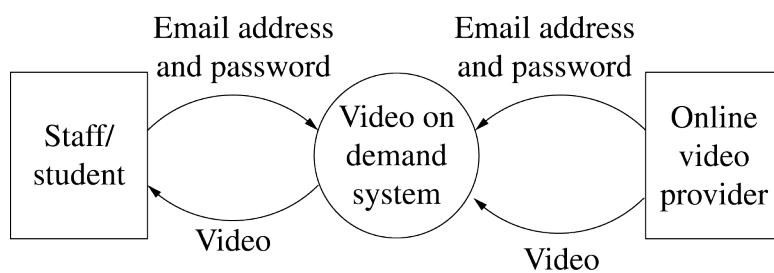 Email address
and password
Email address
and password
Staff/
student
Video on
demand
system
Online
video
provider
Video
Video